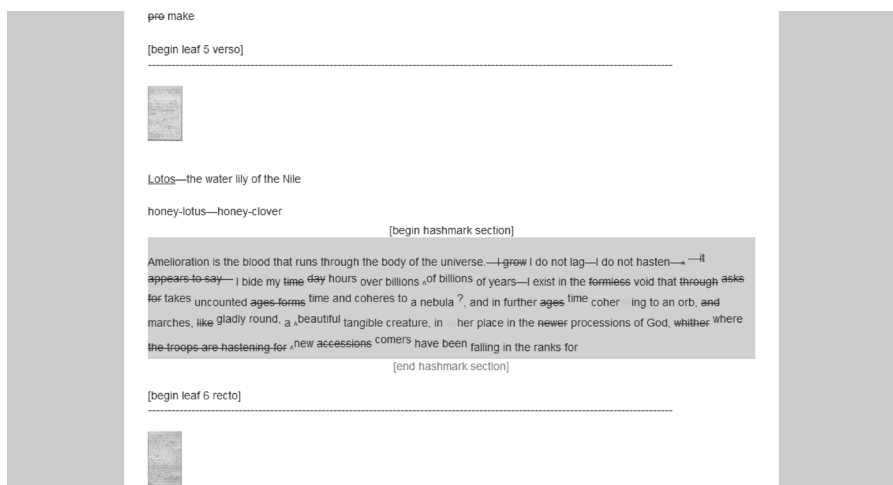 pro make
[begin leaf 5 verso]
Lotos—the water lily of the Nile
honey-lotus—honey-clover
[begin hashmark section]
Amelioration is the blood that runs through the body of the universe.—I grow I do not lag—I do not hasten—^ —it
appears to say— I bide my time day hours over billions ^of billions of years—I exist in the formless void that through asks
for takes uncounted ages forms time and coheres to a nebula ?, and in further ages time cohering to an orb, and
marches, like gladly round, a ^beautiful tangible creature, in her place in the newer processions of God, whither where
the troops are hastening for ^new accessions comers have been falling in the ranks for
[end hashmark section]
[begin leaf 6 recto]